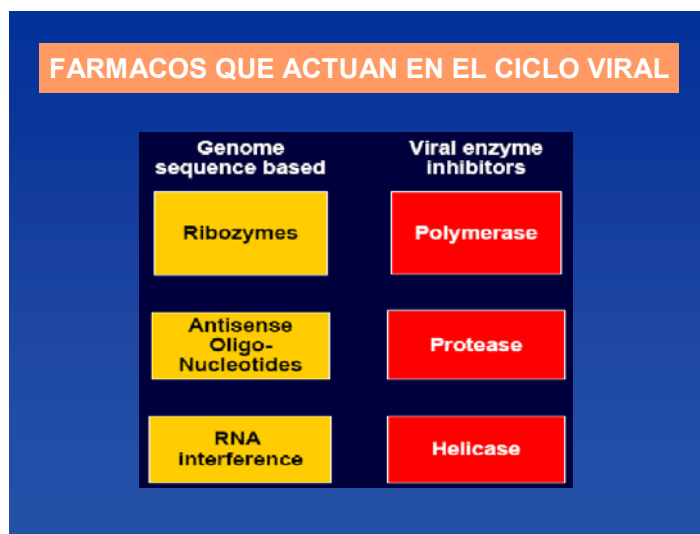 FARMACOS QUE ACTUAN EN EL CICLO VIRAL
Genome
sequence based
Viral enzyme
inhibitors
Ribozymes
Polymerase
Antisense
Oligo-
Nucleotides
Protease
RNA
interference
Helicase